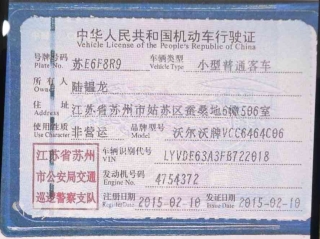 中华人民共和国机动车行驶证
Vehicle License of the People's Republic of China
号牌号码 Plate No. 苏E6F8R9 车辆类型 Vehicle Type 小型普通客车
所有人 Owner 陆韫龙
住址 Address 江苏省苏州市姑苏区 6幢506室
使用性质 Use Character 非营运 品牌型号 Model 沃尔沃牌VCC6464C06
江苏省苏州 车辆识别代号 VIN LYVDE63A3FB722018
市公安局交通 发动机号码 Engine No. 4754372
巡逻警察支队 注册日期 Register Date 2015-02-10 发证日期 Issue Date 2015-02-10